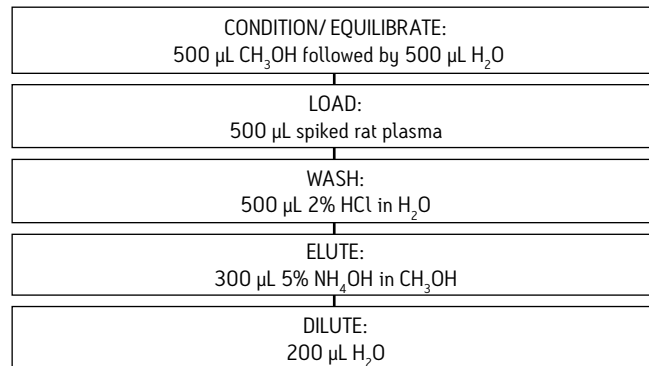 CONDITION/ EQUILIBRATE:
500 µL CH₃OH followed by 500 µL H₂O
LOAD:
500 µL spiked rat plasma
WASH:
500 µL 2% HCl in H₂O
ELUTE:
300 µL 5% NH₄OH in CH₃OH
DILUTE:
200 µL H₂O